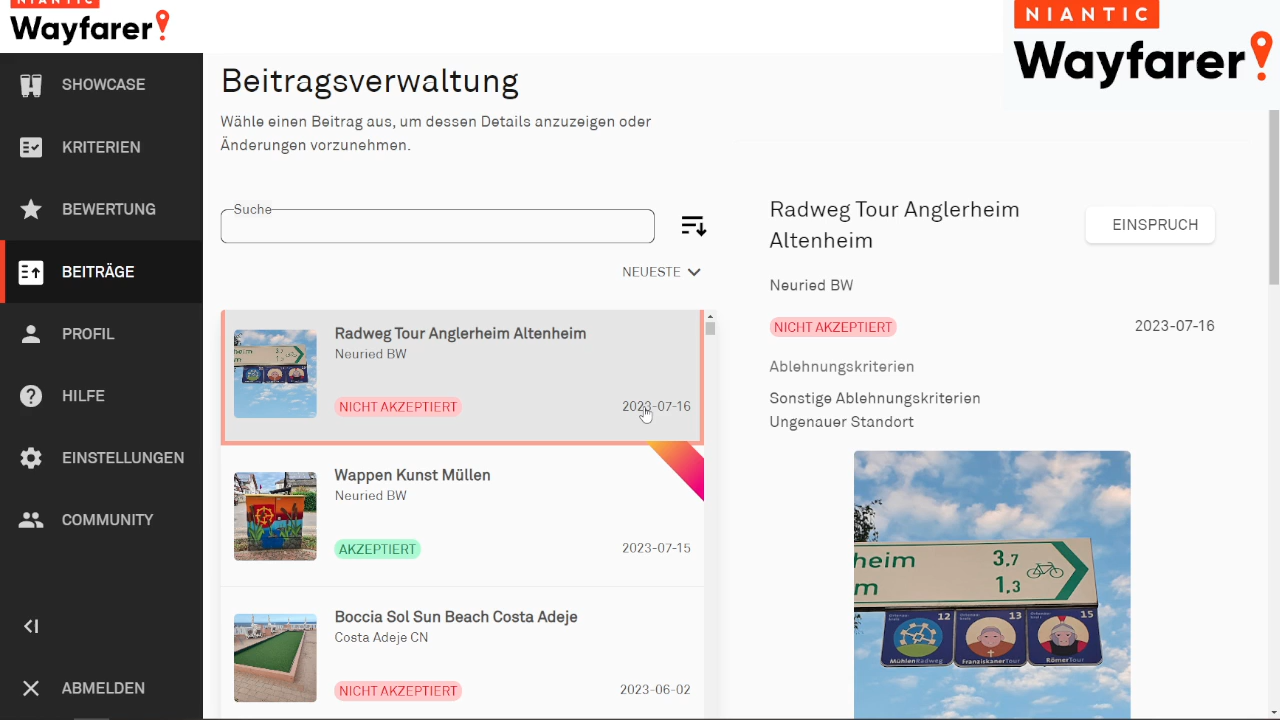 NIANTIC
Wayfarer!
NIANTIC
Wayfarer!
SHOWCASE
KRITERIEN
BEWERTUNG
BEITRÄGE
PROFIL
HILFE
EINSTELLUNGEN
COMMUNITY
ABMELDEN
Beitragsverwaltung
Wähle einen Beitrag aus, um dessen Details anzuzeigen oder
Änderungen vorzunehmen.
Suche
NEUESTE
Radweg Tour Anglerheim Altenheim
Neuried BW
NICHT AKZEPTIERT
2023-07-16
Wappen Kunst Müllen
Neuried BW
AKZEPTIERT
2023-07-15
Boccia Sol Sun Beach Costa Adeje
Costa Adeje CN
NICHT AKZEPTIERT
2023-06-02
Radweg Tour Anglerheim
Altenheim
EINSPRUCH
Neuried BW
NICHT AKZEPTIERT
2023-07-16
Ablehnungskriterien
Sonstige Ablehnungskriterien
Ungenauer Standort
heim 3.7
m 1.3
12 13 15
MühlenRadweg FranziskanerTour RömerTour